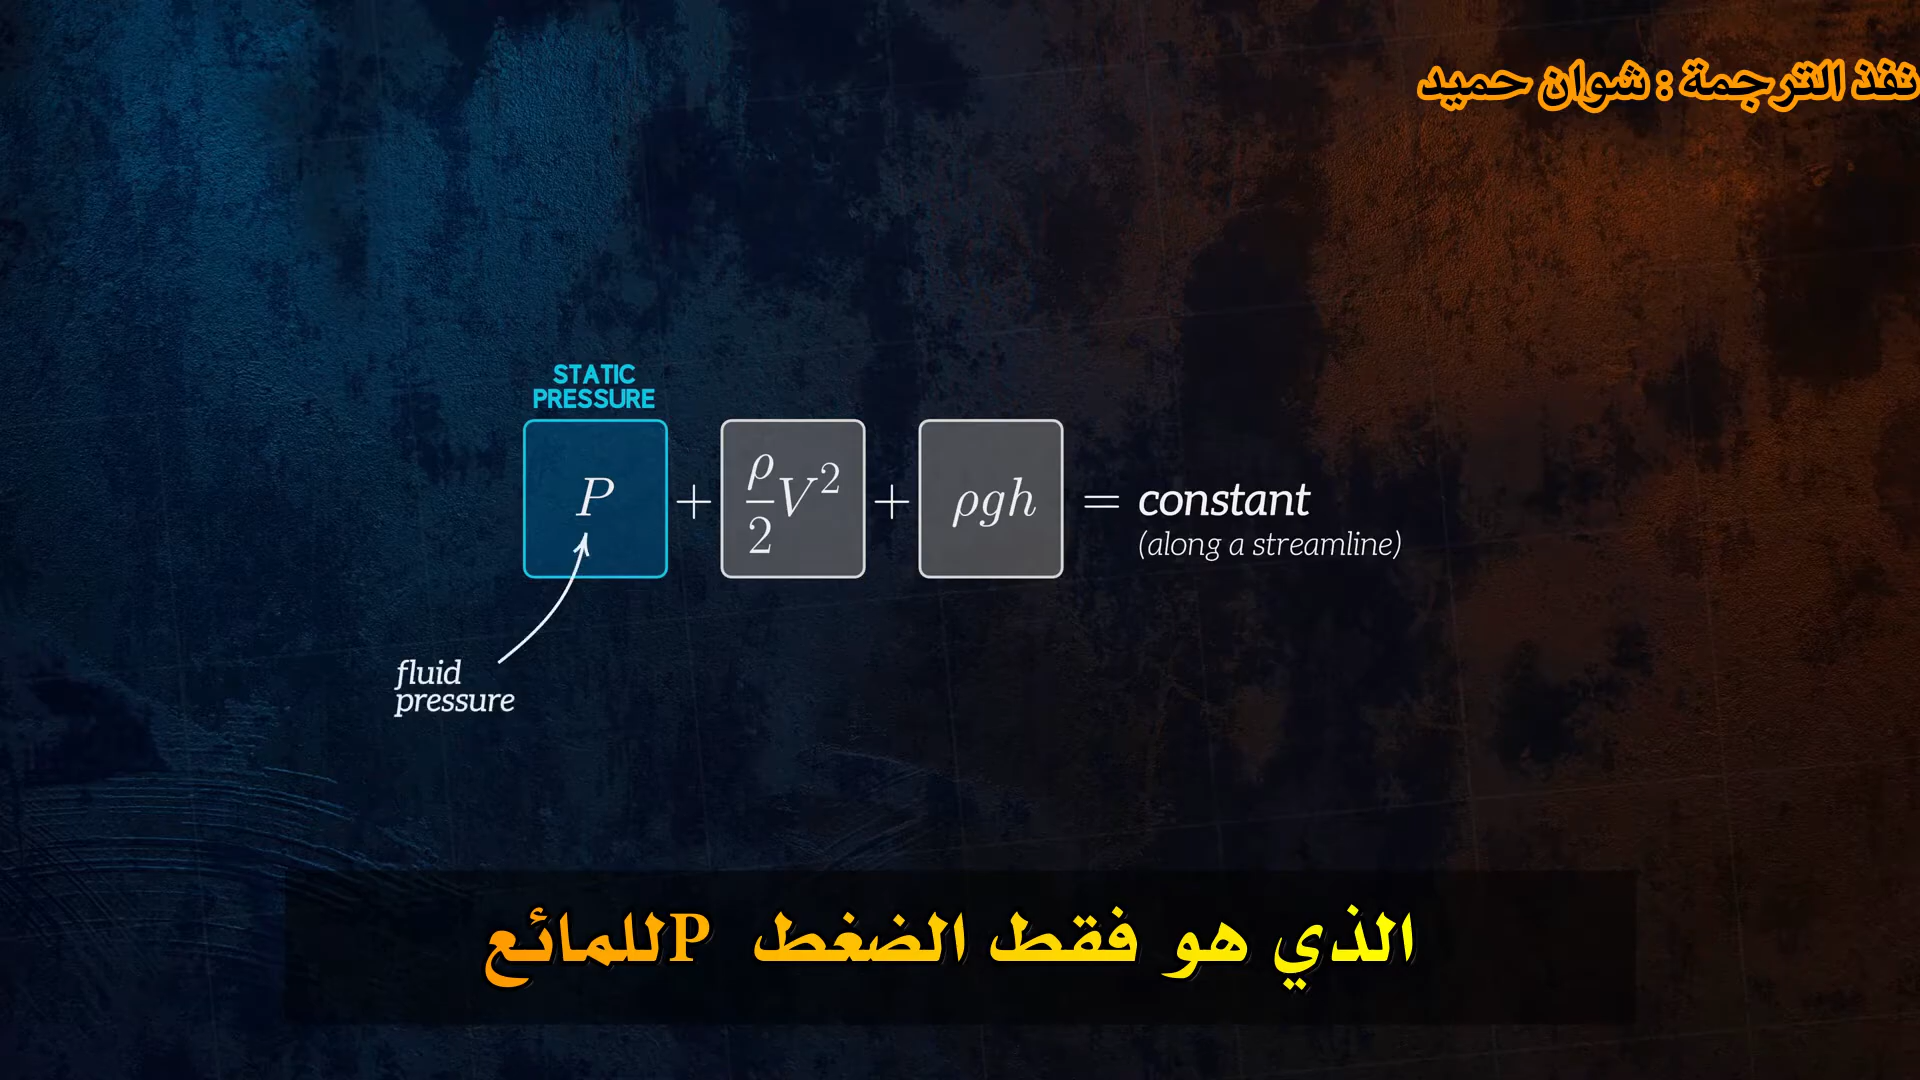 نفذ الترجمة : شوان حميد
STATIC
PRESSURE
P + ρ/2 V² + ρgh = constant
(along a streamline)
fluid
pressure
الذي هو فقط الضغط P للمائع